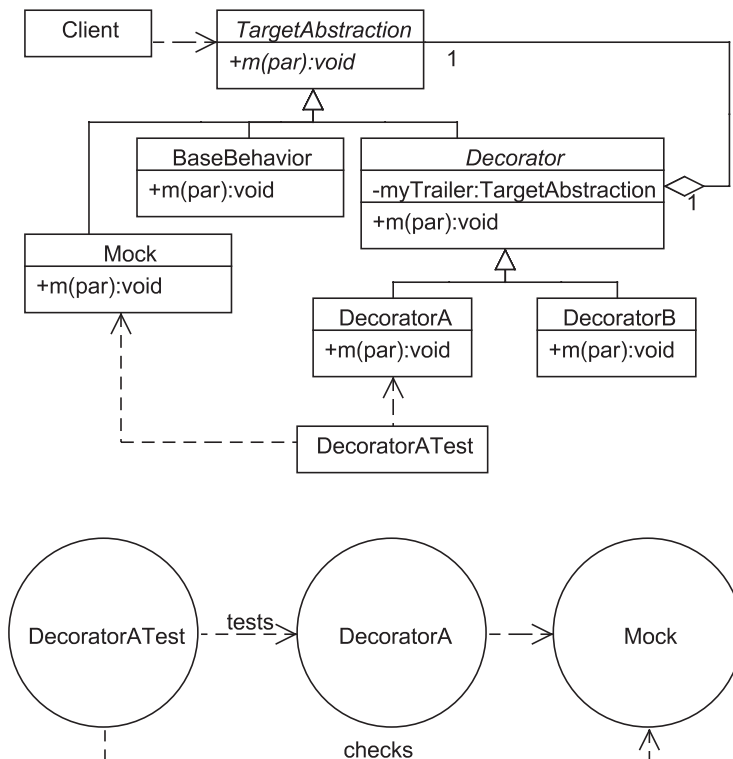 Client
TargetAbstraction
+m(par):void
1
BaseBehavior
+m(par):void
Decorator
-myTrailer:TargetAbstraction
+m(par):void
1
Mock
+m(par):void
DecoratorA
+m(par):void
DecoratorB
+m(par):void
DecoratorATest
DecoratorATest
tests
DecoratorA
Mock
checks